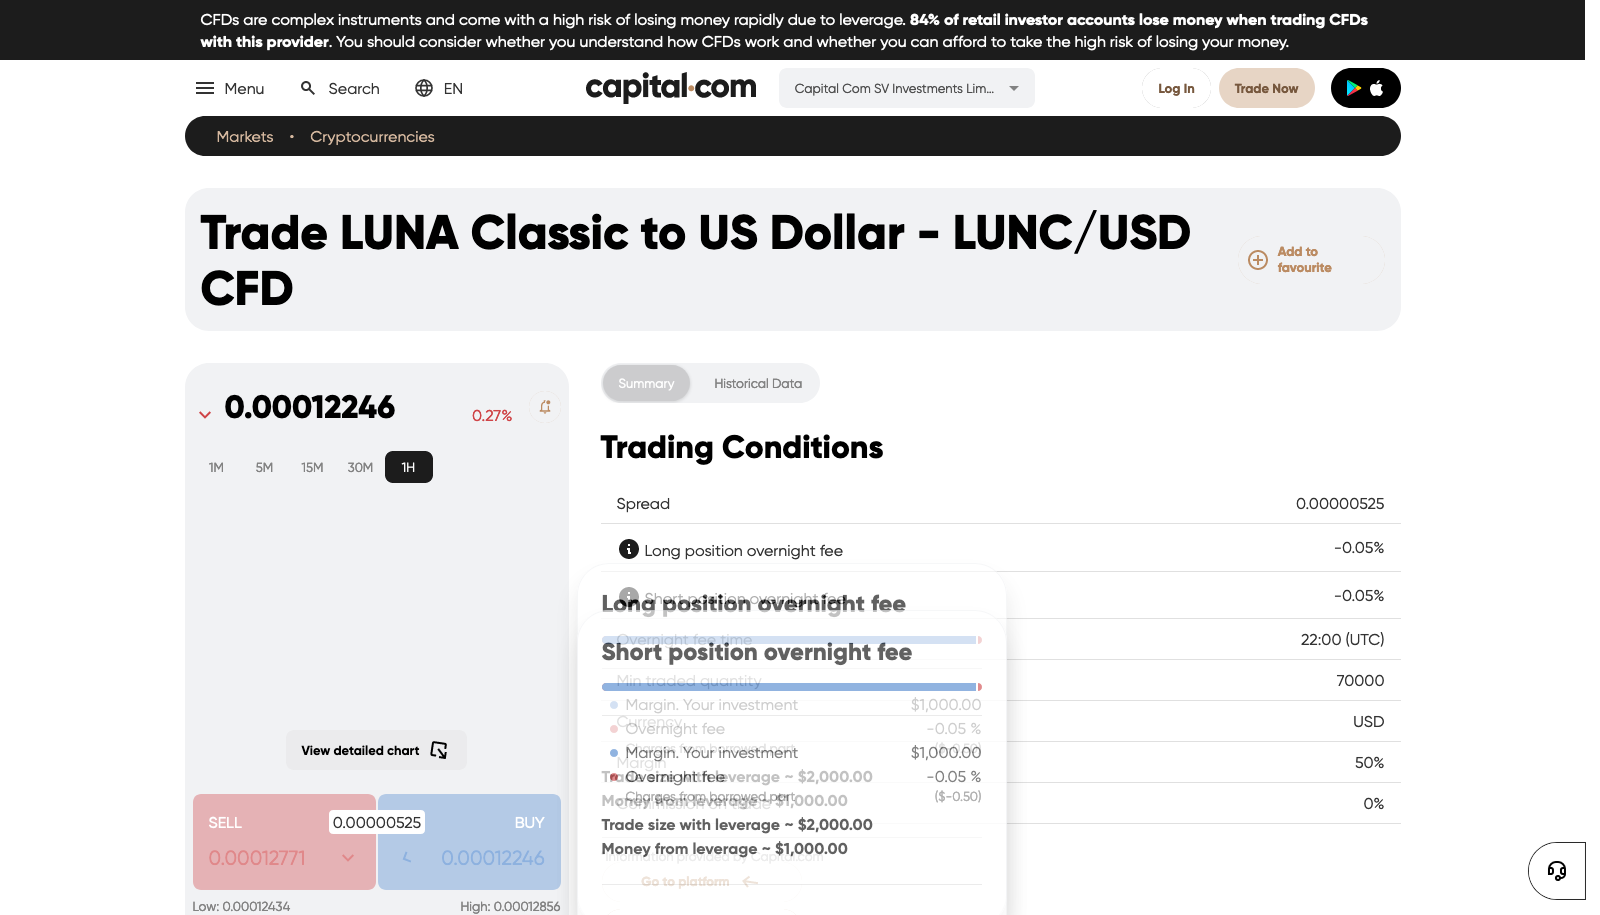 CFDs are complex instruments and come with a high risk of losing money rapidly due to leverage. 84% of retail investor accounts lose money when trading CFDs
with this provider. You should consider whether you understand how CFDs work and whether you can afford to take the high risk of losing your money.
Menu
Search
EN
capital.com
Capital Com SV Investments Lim...
Log In
Trade Now
Markets • Cryptocurrencies
Trade LUNA Classic to US Dollar - LUNC/USD
CFD
Add to
favourite
0.00012246
0.27%
1M 5M 15M 30M 1H
View detailed chart
SELL
0.00000525
BUY
0.00012771
0.00012246
Low: 0.00012434
High: 0.00012856
Summary
Historical Data
Trading Conditions
Spread 0.00000525
Long position overnight fee -0.05%
Short position overnight fee -0.05%
Overnight fee time 22:00 (UTC)
Min traded quantity 70000
Currency USD
Margin 50%
Commission on trade 0%
Information provided by Capital.com
Long position overnight fee
Margin. Your investment $1,000.00
Overnight fee -0.05 %
Charges from borrowed part ($-0.50)
Trade size with leverage ~ $2,000.00
Money from leverage ~ $1,000.00
Go to platform
Short position overnight fee
Margin. Your investment $1,000.00
Overnight fee -0.05 %
Charges from borrowed part ($-0.50)
Trade size with leverage ~ $2,000.00
Money from leverage ~ $1,000.00